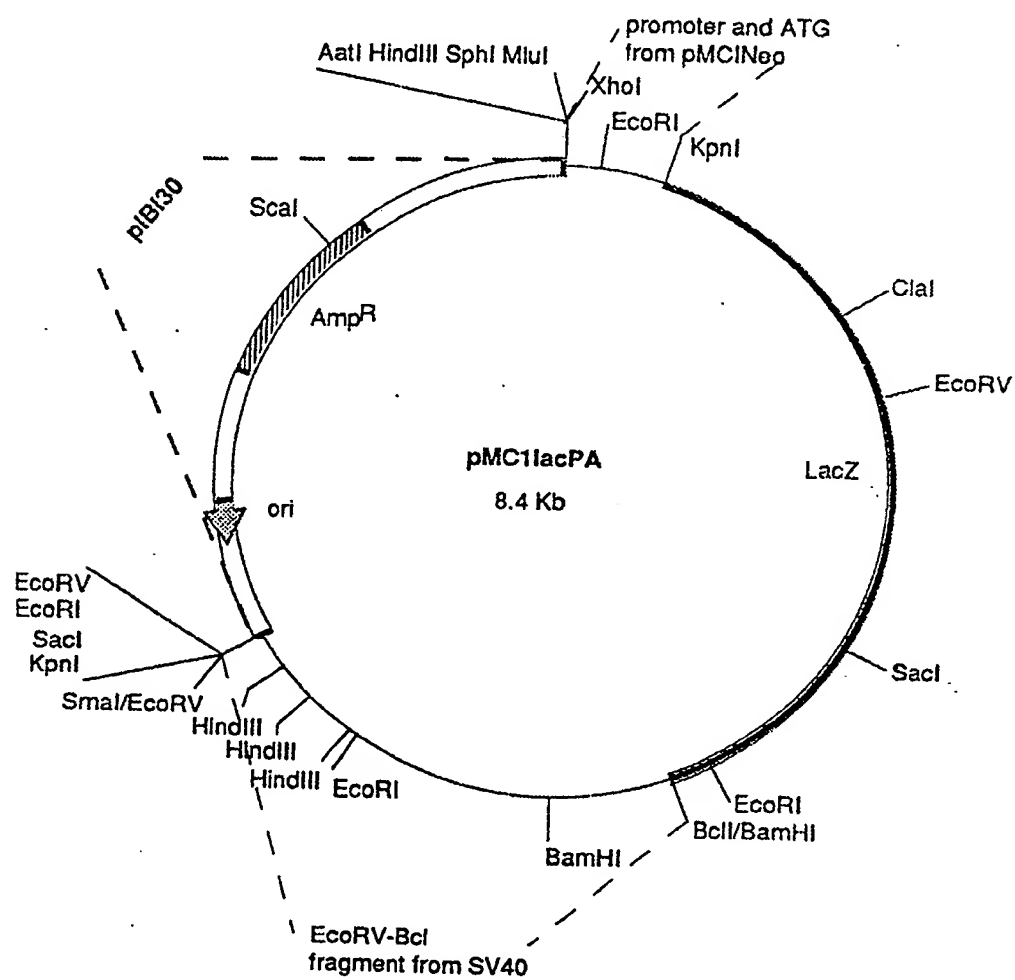 promoter and ATG
from pMCINeo
AatI HindIII SphI MluI
XhoI
EcoRI
KpnI
pIBI30
ScaI
AmpR
ClaI
EcoRV
pMC1lacPA
8.4 Kb
LacZ
ori
EcoRV
EcoRI
SacI
KpnI
SmaI/EcoRV
HindIII
HindIII
HindIII
EcoRI
SacI
EcoRI
BclI/BamHI
BamHI
EcoRV-Bcl
fragment from SV40